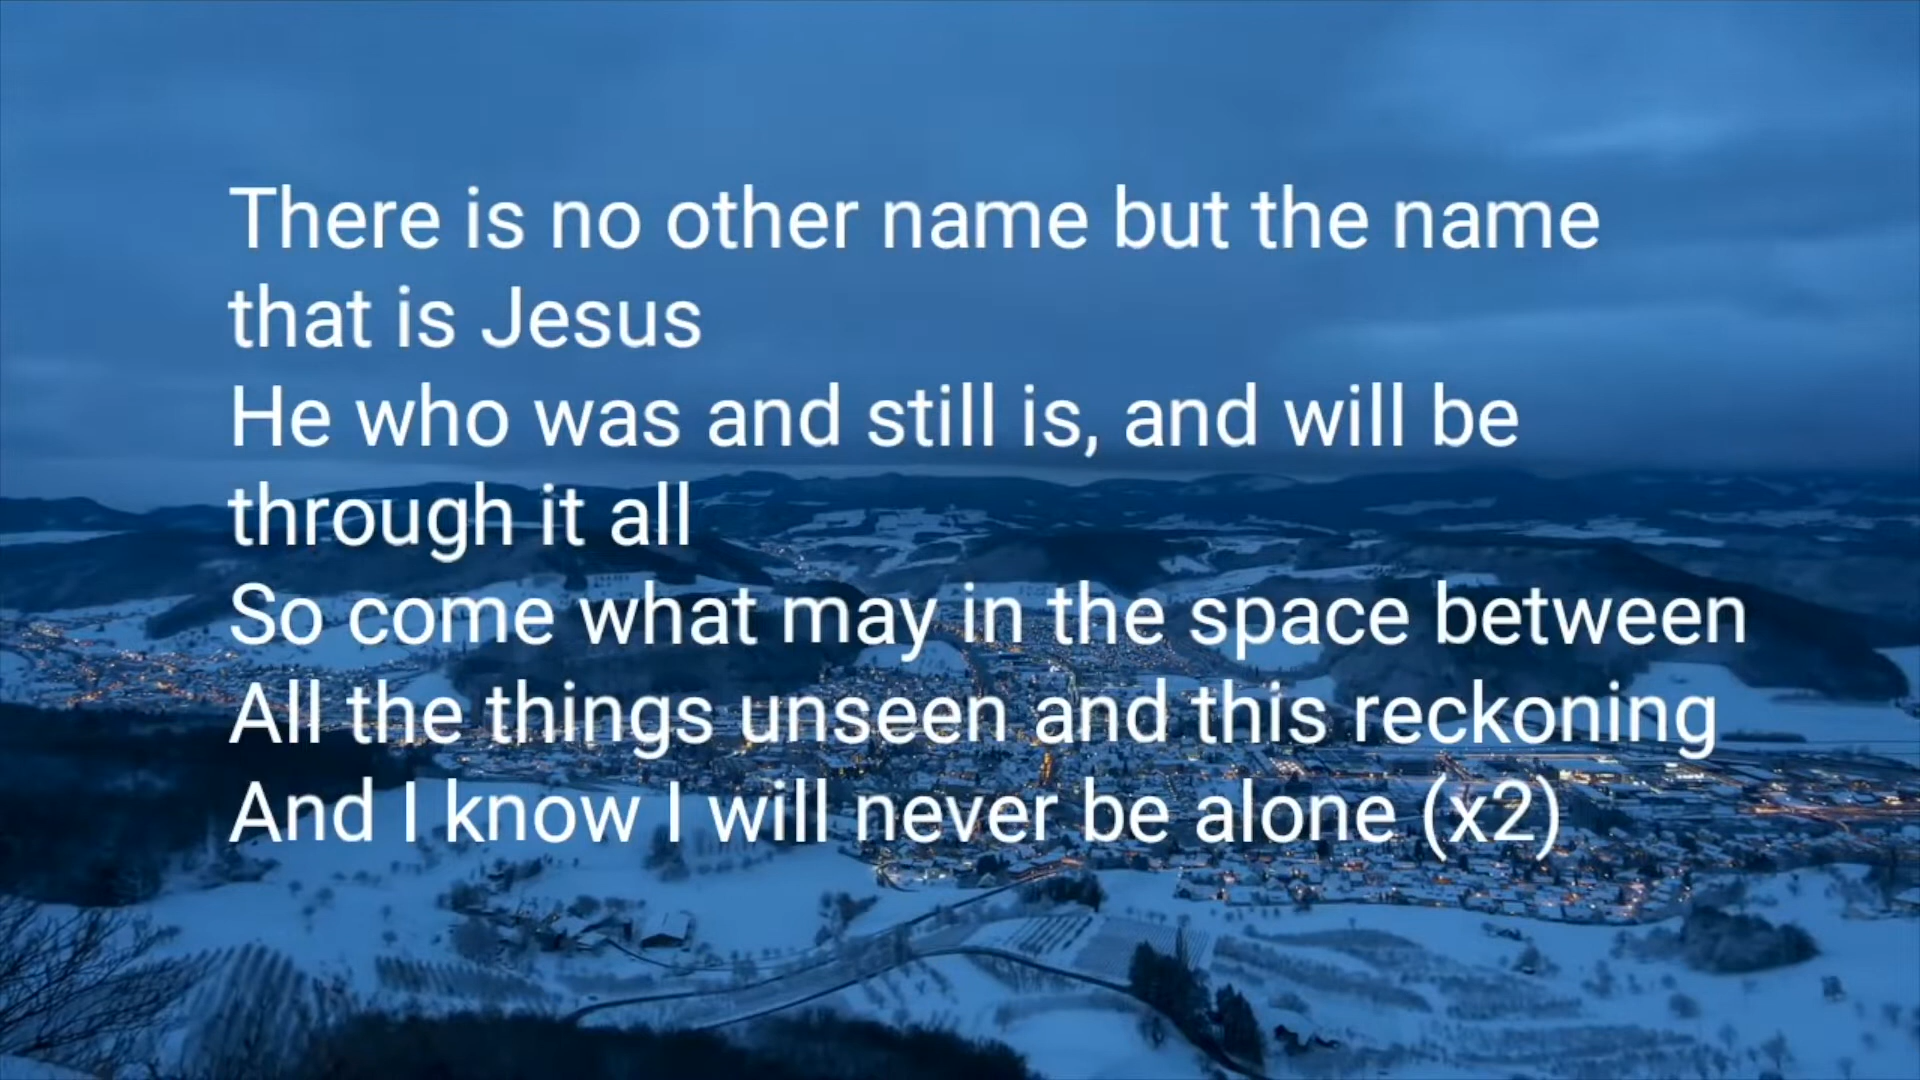 There is no other name but the name
that is Jesus
He who was and still is, and will be
through it all
So come what may in the space between
All the things unseen and this reckoning
And I know I will never be alone (x2)